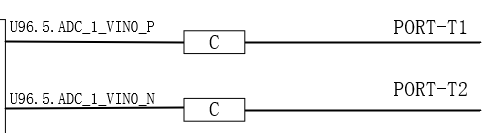 U96.5.ADC_1_VIN0_P
C
PORT-T1
U96.5.ADC_1_VIN0_N
C
PORT-T2